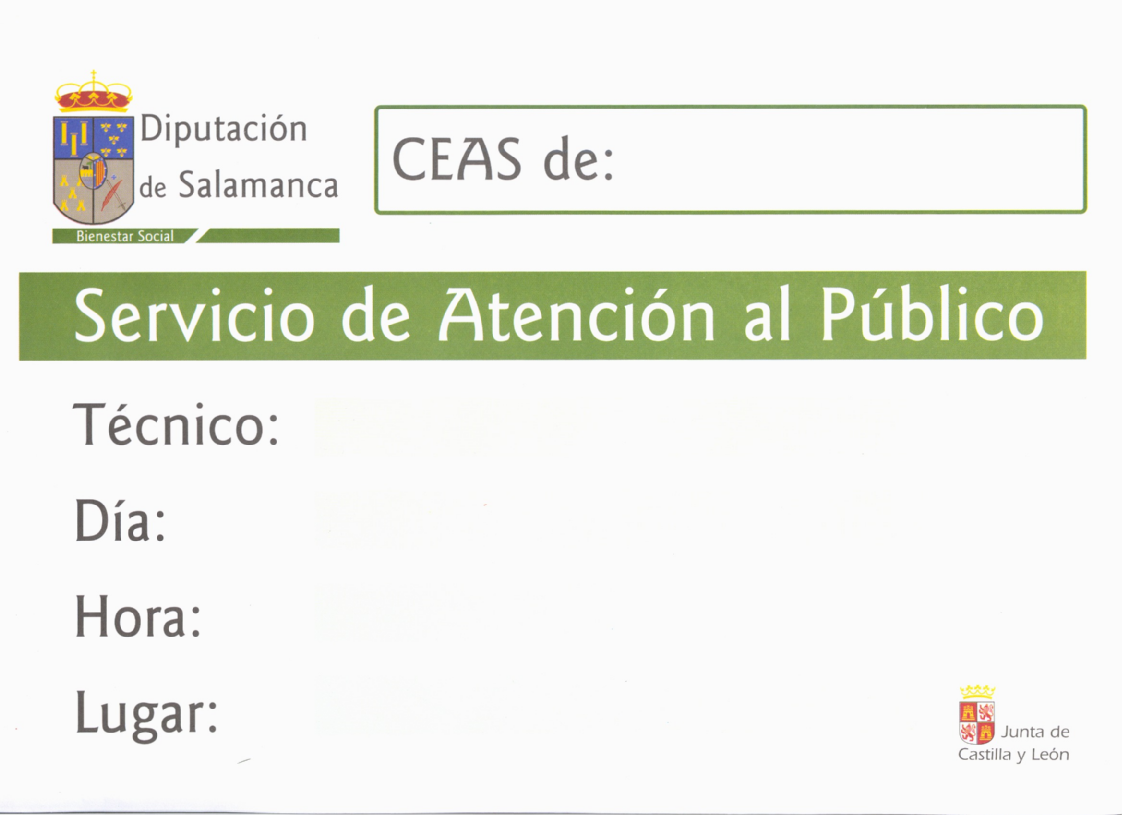 Diputación
de Salamanca
Bienestar Social
CEAS de:
Servicio de Atención al Público
Técnico:
Día:
Hora:
Lugar:
Junta de
Castilla y León